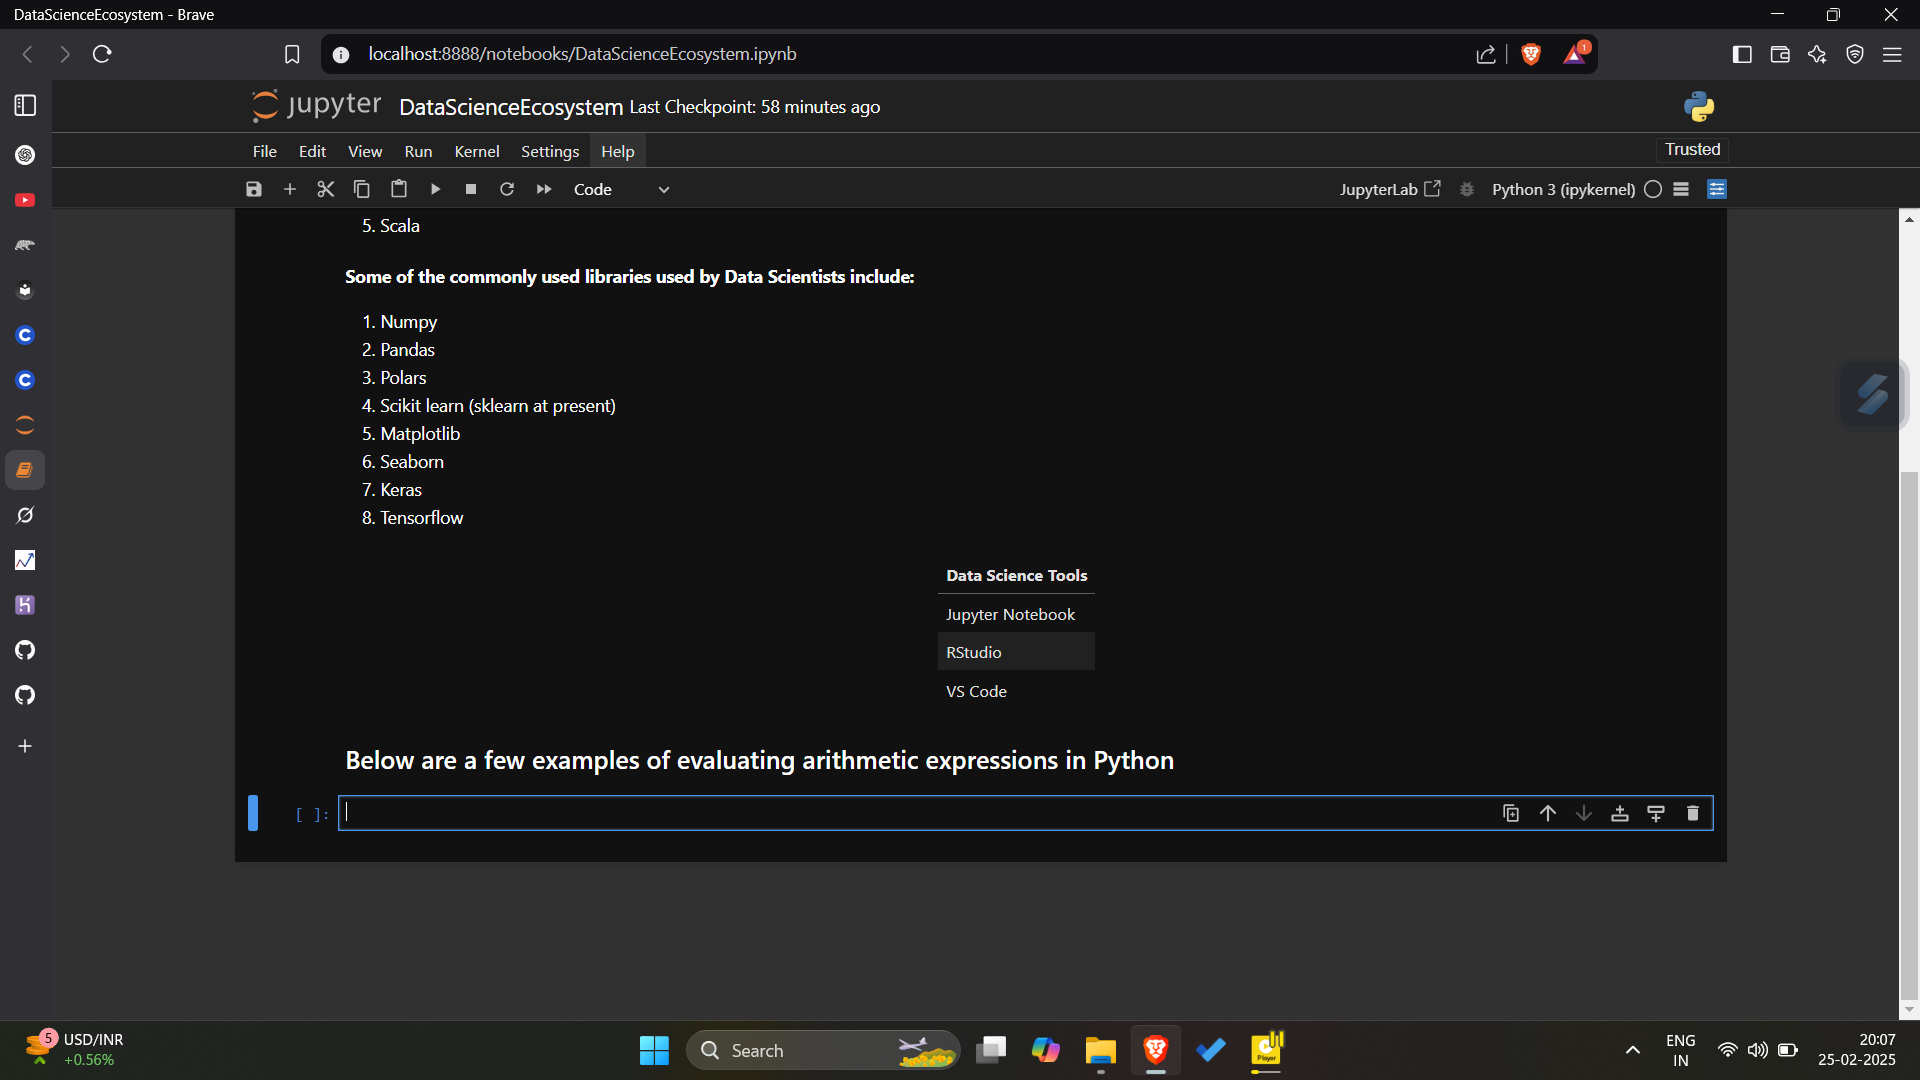 DataScienceEcosystem - Brave
localhost:8888/notebooks/DataScienceEcosystem.ipynb
1
jupyter DataScienceEcosystem Last Checkpoint: 58 minutes ago
File Edit View Run Kernel Settings Help
Trusted
Code
JupyterLab
Python 3 (ipykernel)
5. Scala
Some of the commonly used libraries used by Data Scientists include:
1. Numpy
2. Pandas
3. Polars
4. Scikit learn (sklearn at present)
5. Matplotlib
6. Seaborn
7. Keras
8. Tensorflow
Data Science Tools
Jupyter Notebook
RStudio
VS Code
Below are a few examples of evaluating arithmetic expressions in Python
[ ]:
5
USD/INR
+0.56%
Search
Player
ENG
IN
20:07
25-02-2025